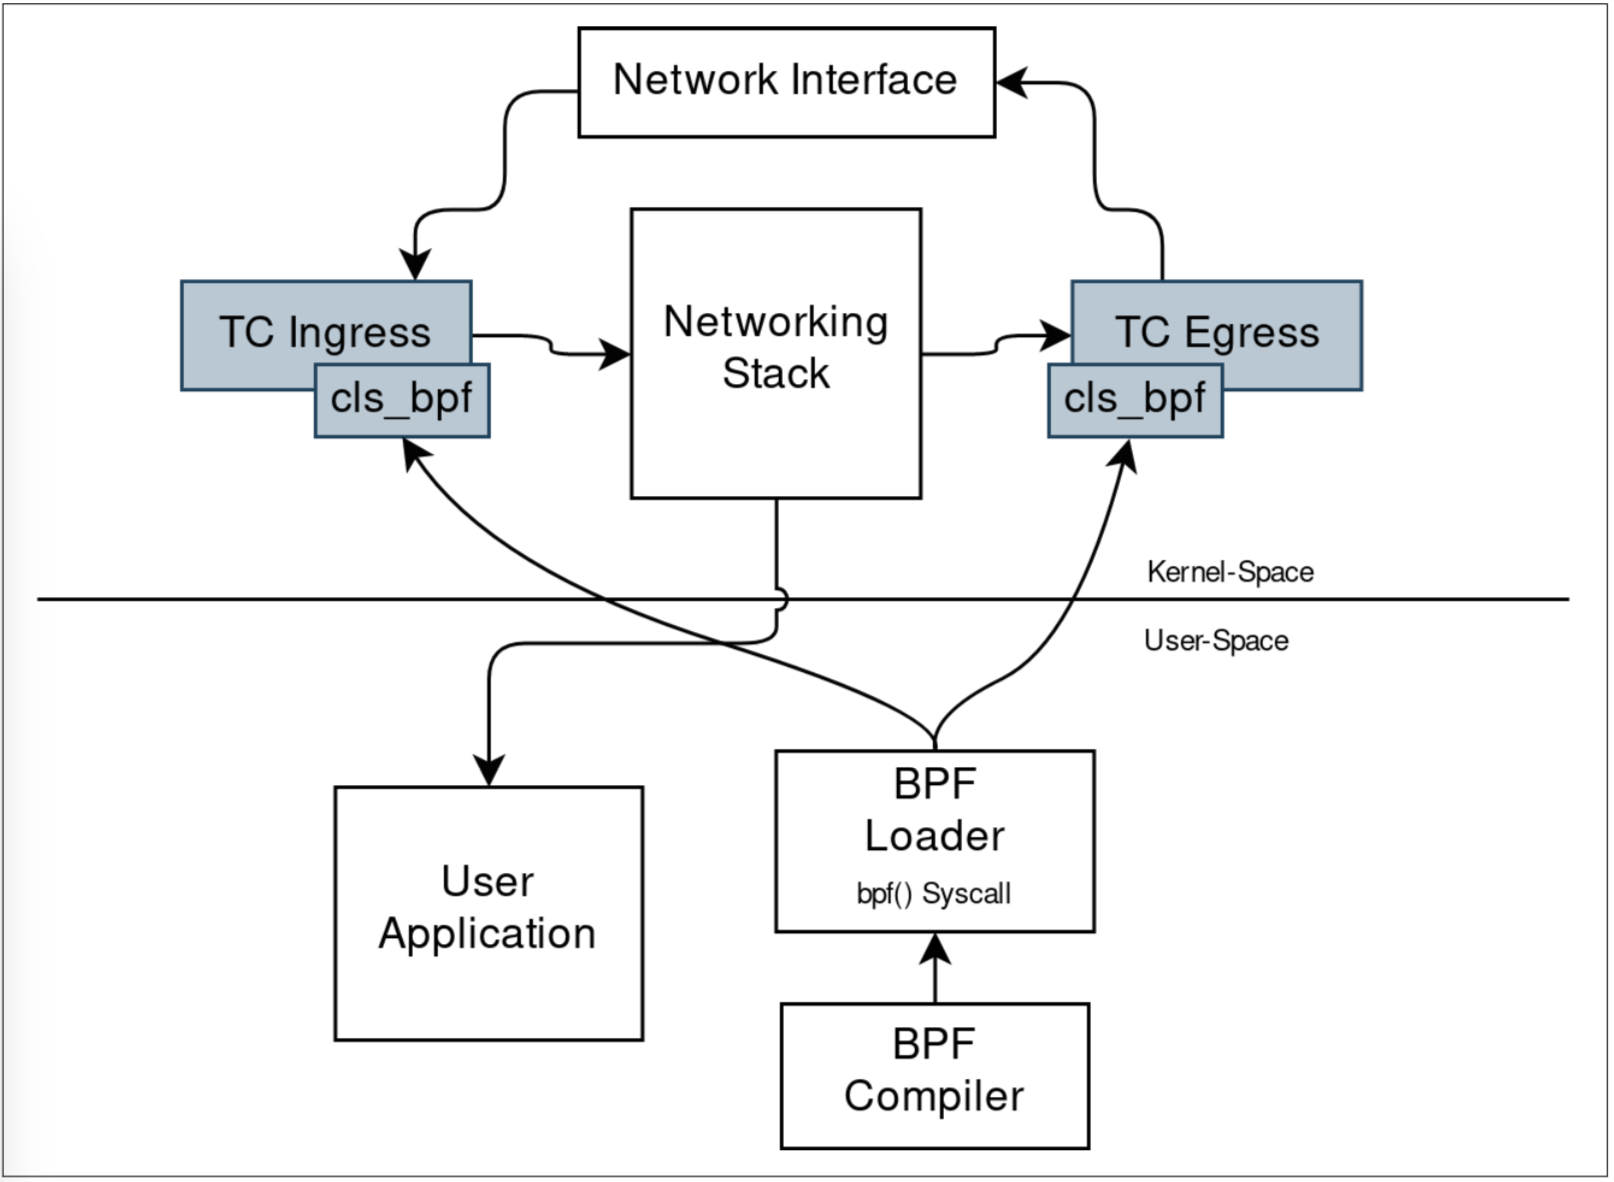 Network Interface
Networking
Stack
TC Ingress
cls_bpf
TC Egress
cls_bpf
Kernel-Space
User-Space
User
Application
BPF
Loader
bpf() Syscall
BPF
Compiler